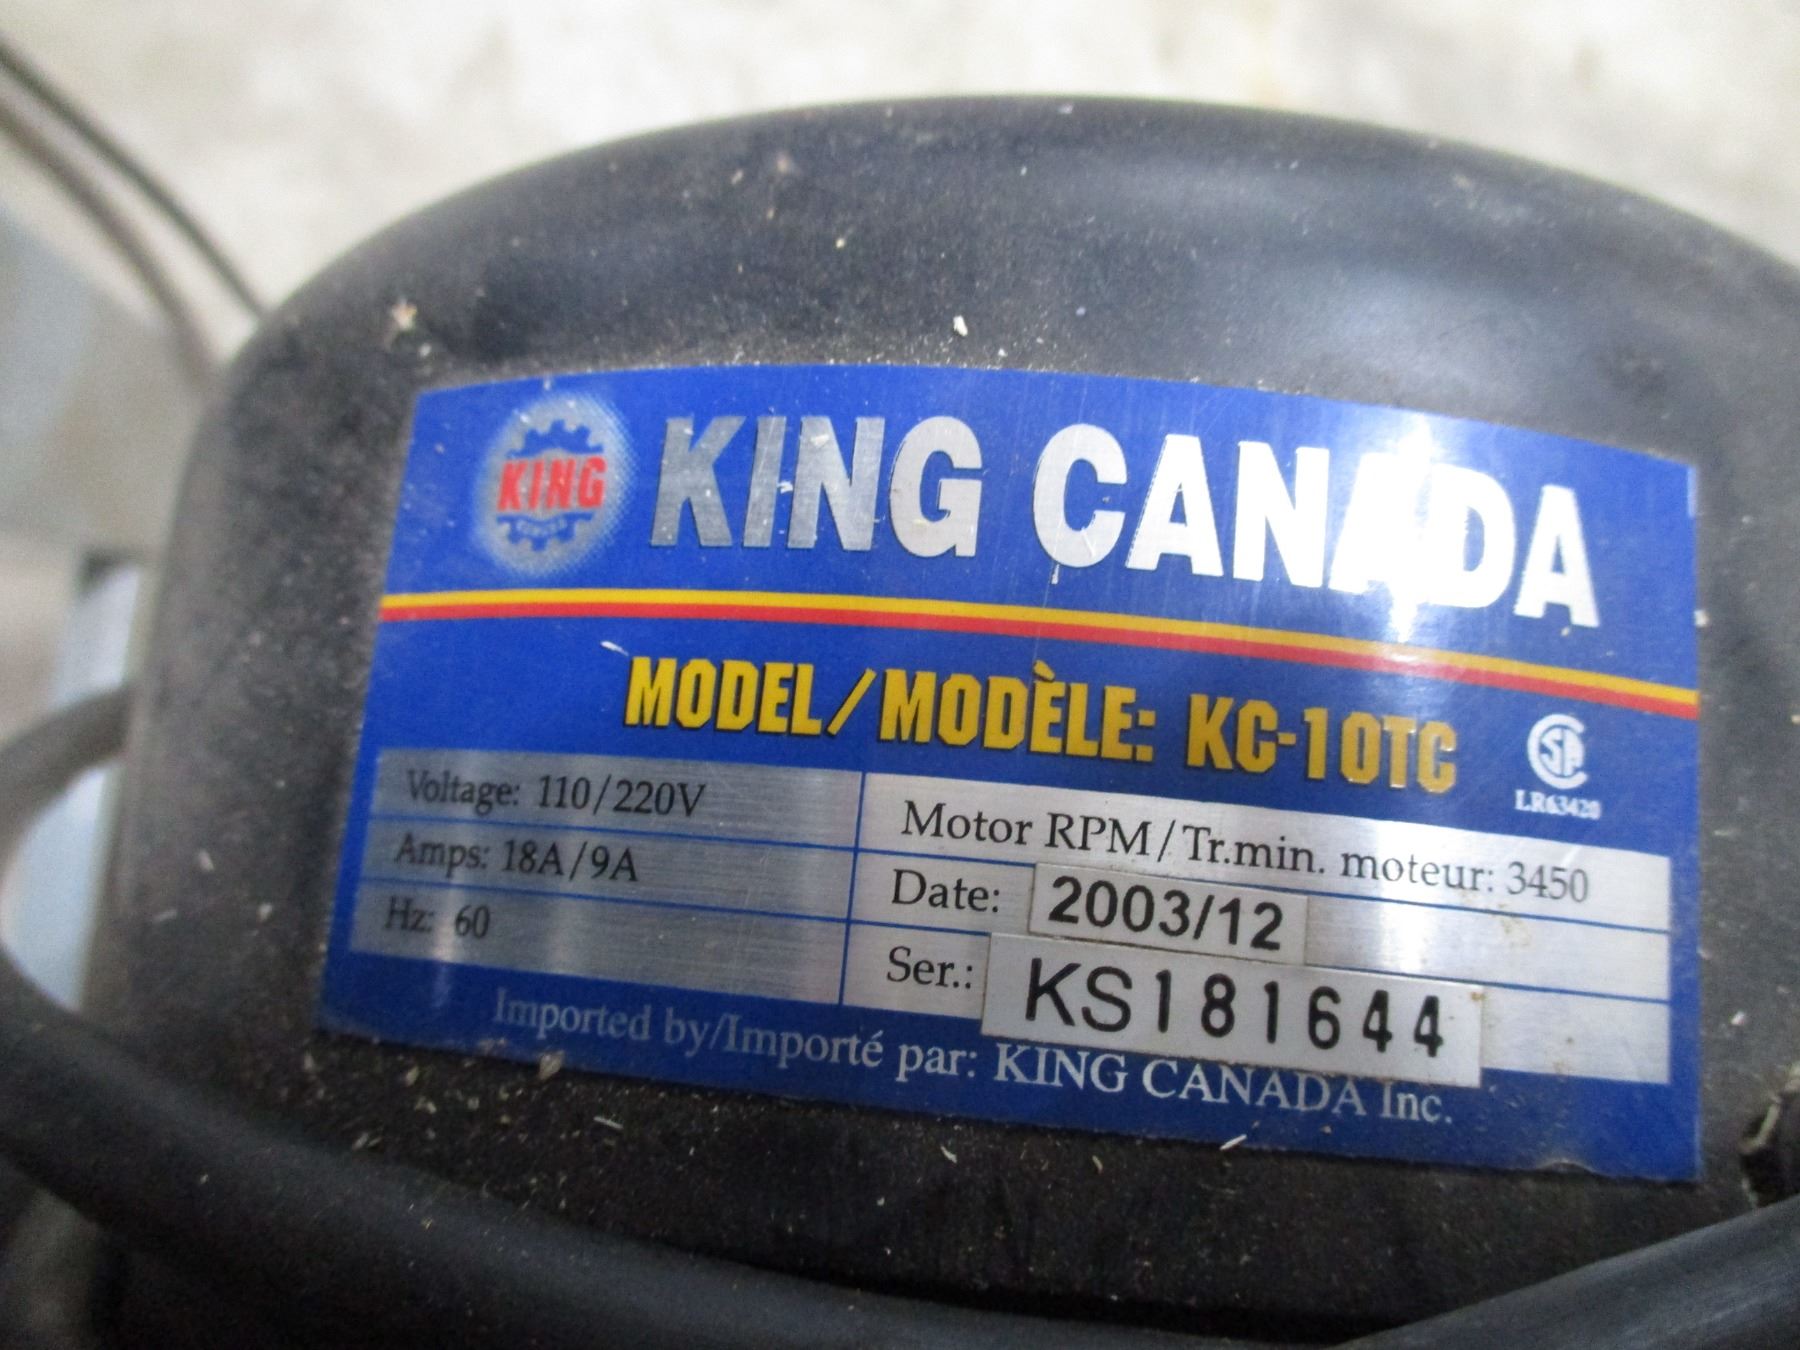 KING
KING CANADA
MODEL/MODÈLE: KC-10TC
LR63420
Voltage: 110/220V
Amps: 18A/9A
Hz: 60
Motor RPM/Tr.min. moteur: 3450
Date: 2003/12
Ser.: KS181644
Imported by/Importé par: KING CANADA Inc.